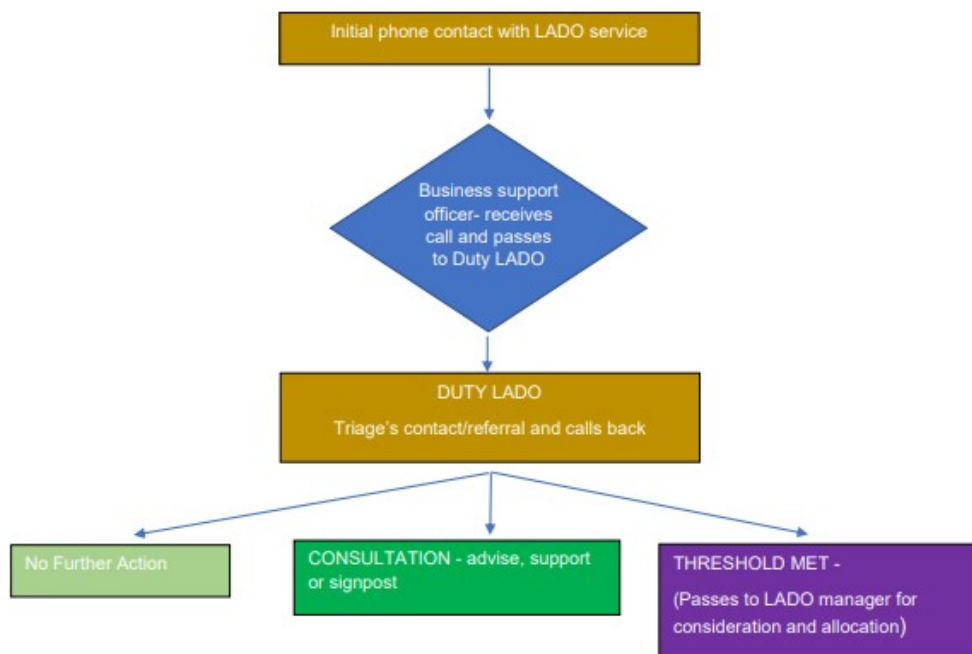 Initial phone contact with LADO service
Business support
officer- receives
call and passes
to Duty LADO
DUTY LADO
Triage's contact/referral and calls back
No Further Action
CONSULTATION - advise, support
or signpost
THRESHOLD MET -
(Passes to LADO manager for
consideration and allocation)